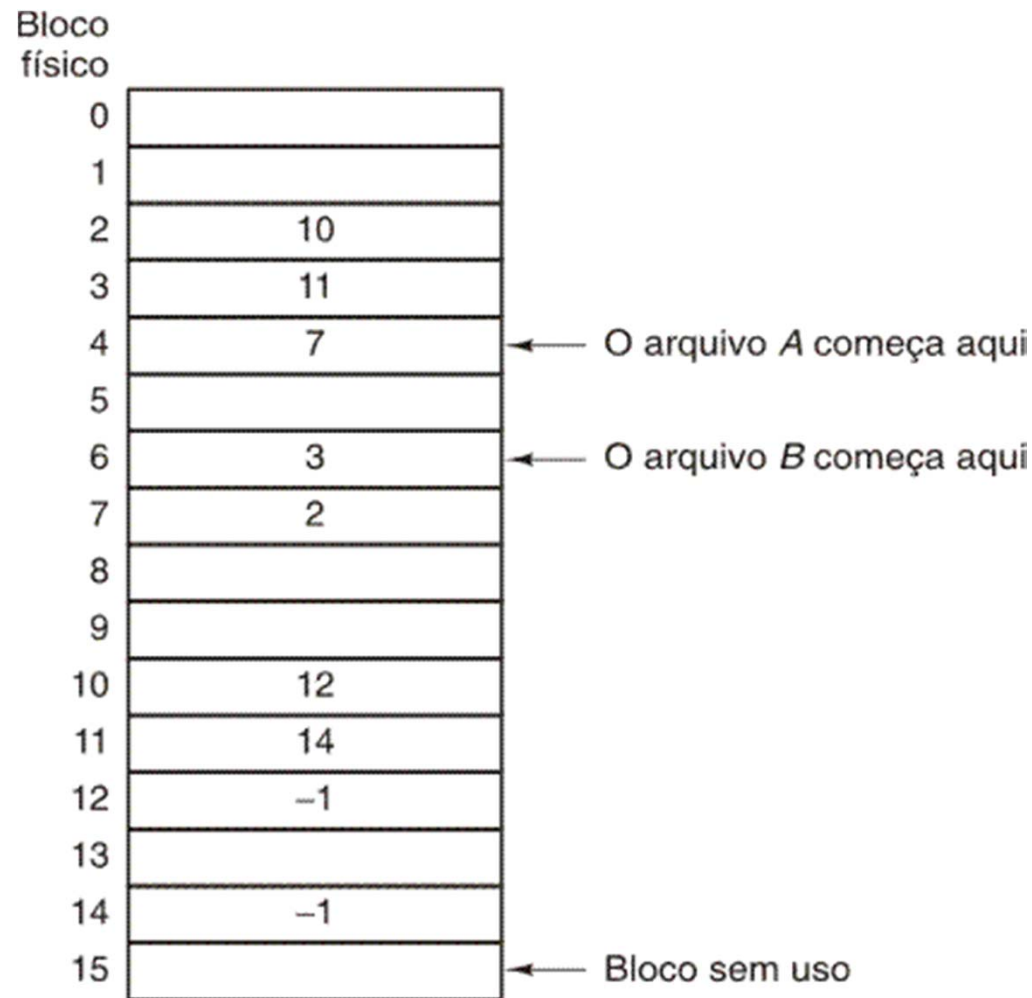 Bloco
físico
0
1
2 10
3 11
4 7 O arquivo A começa aqui
5
6 3 O arquivo B começa aqui
7 2
8
9
10 12
11 14
12 –1
13
14 –1
15 Bloco sem uso